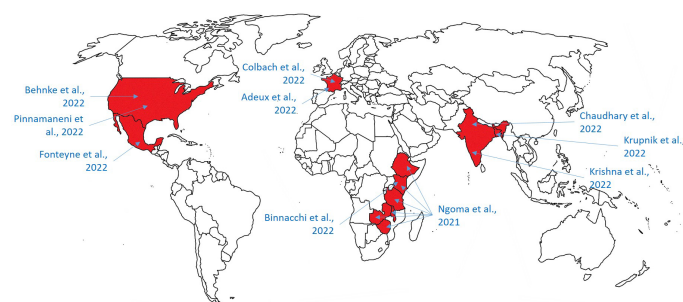 Behnke et al.,
2022
Pinnamaneni et
al., 2022
Fonteyne et al.,
2022
Colbach et al.,
2022
Adeux et al.,
2022
Binnacchi et al.,
2022
Ngoma et al.,
2021
Chaudhary et al.,
2022
Krupnik et al.,
2022
Krishna et al.,
2022